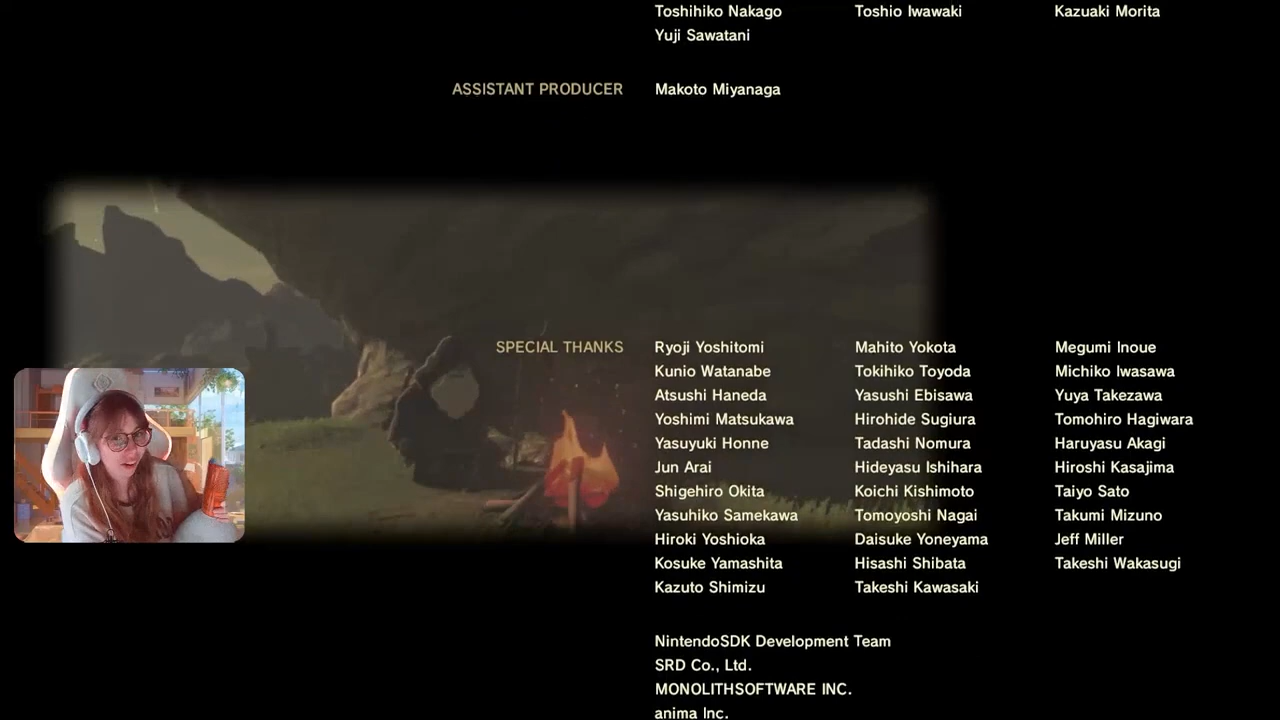 Toshihiko Nakago Toshio Iwawaki Kazuaki Morita
Yuji Sawatani
ASSISTANT PRODUCER Makoto Miyanaga
SPECIAL THANKS Ryoji Yoshitomi Mahito Yokota Megumi Inoue
Kunio Watanabe Tokihiko Toyoda Michiko Iwasawa
Atsushi Haneda Yasushi Ebisawa Yuya Takezawa
Yoshimi Matsukawa Hirohide Sugiura Tomohiro Hagiwara
Yasuyuki Honne Tadashi Nomura Haruyasu Akagi
Jun Arai Hideyasu Ishihara Hiroshi Kasajima
Shigehiro Okita Koichi Kishimoto Taiyo Sato
Yasuhiko Samekawa Tomoyoshi Nagai Takumi Mizuno
Hiroki Yoshioka Daisuke Yoneyama Jeff Miller
Kosuke Yamashita Hisashi Shibata Takeshi Wakasugi
Kazuto Shimizu Takeshi Kawasaki
NintendoSDK Development Team
SRD Co., Ltd.
MONOLITHSOFTWARE INC.
anima Inc.